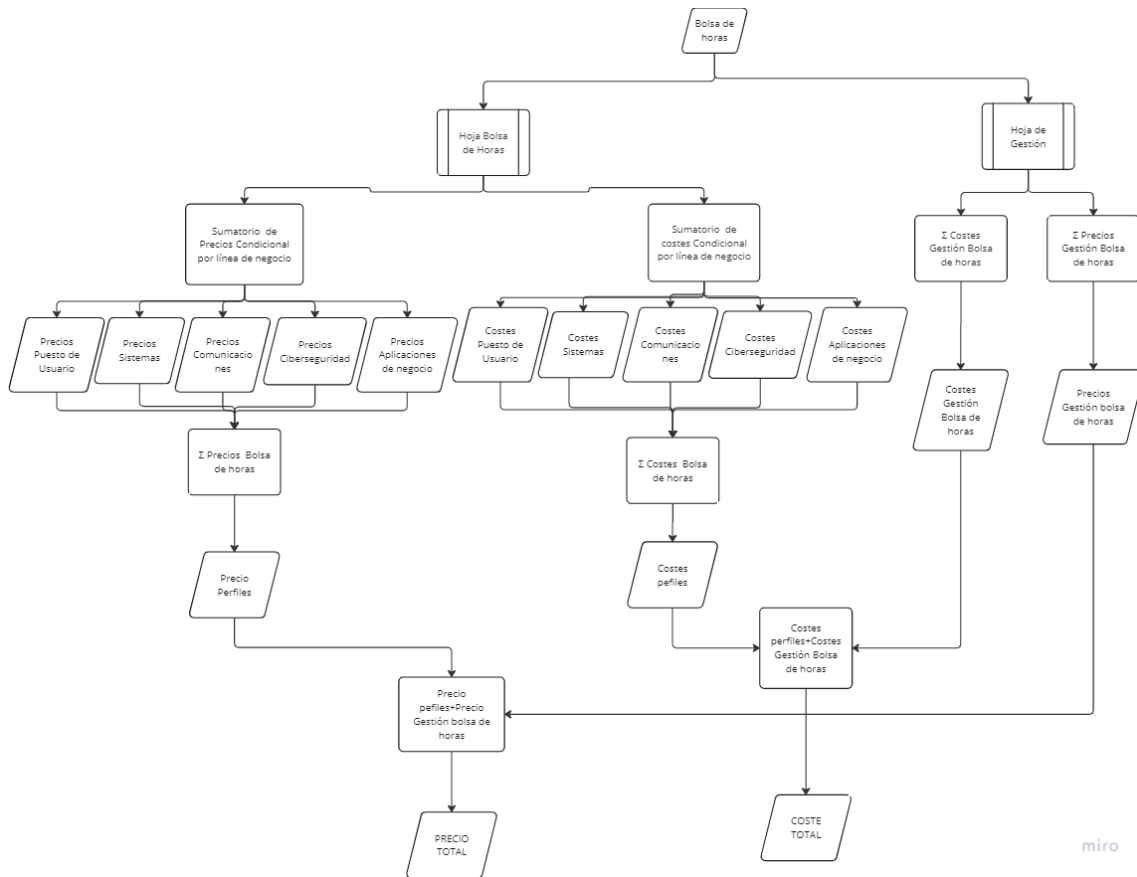 Bolsa de
horas
Hoja Bolsa
de Horas
Hoja de
Gestión
Sumatorio de
Precios Condicional
por línea de negocio
Sumatorio de
costes Condicional
por línea de negocio
Σ Costes
Gestión Bolsa
de horas
Σ Precios
Gestión Bolsa de
horas
Precios
Puesto de
Usuario
Precios
Sistemas
Precios
Comunicacio
nes
Precios
Ciberseguridad
Precios
Aplicaciones
de negocio
Costes
Puesto de
Usuario
Costes
Sistemas
Costes
Comunicacio
nes
Costes
Ciberseguridad
Costes
Aplicaciones
de negocio
Costes
Gestión
Bolsa de
horas
Precios
Gestión bolsa
de horas
Σ Precios Bolsa
de horas
Σ Costes Bolsa
de horas
Precio
Perfiles
Costes
pefiles
Costes
perfiles+Costes
Gestión Bolsa
de horas
Precio
pefiles+Precio
Gestión bolsa de
horas
PRECIO
TOTAL
COSTE
TOTAL
miro